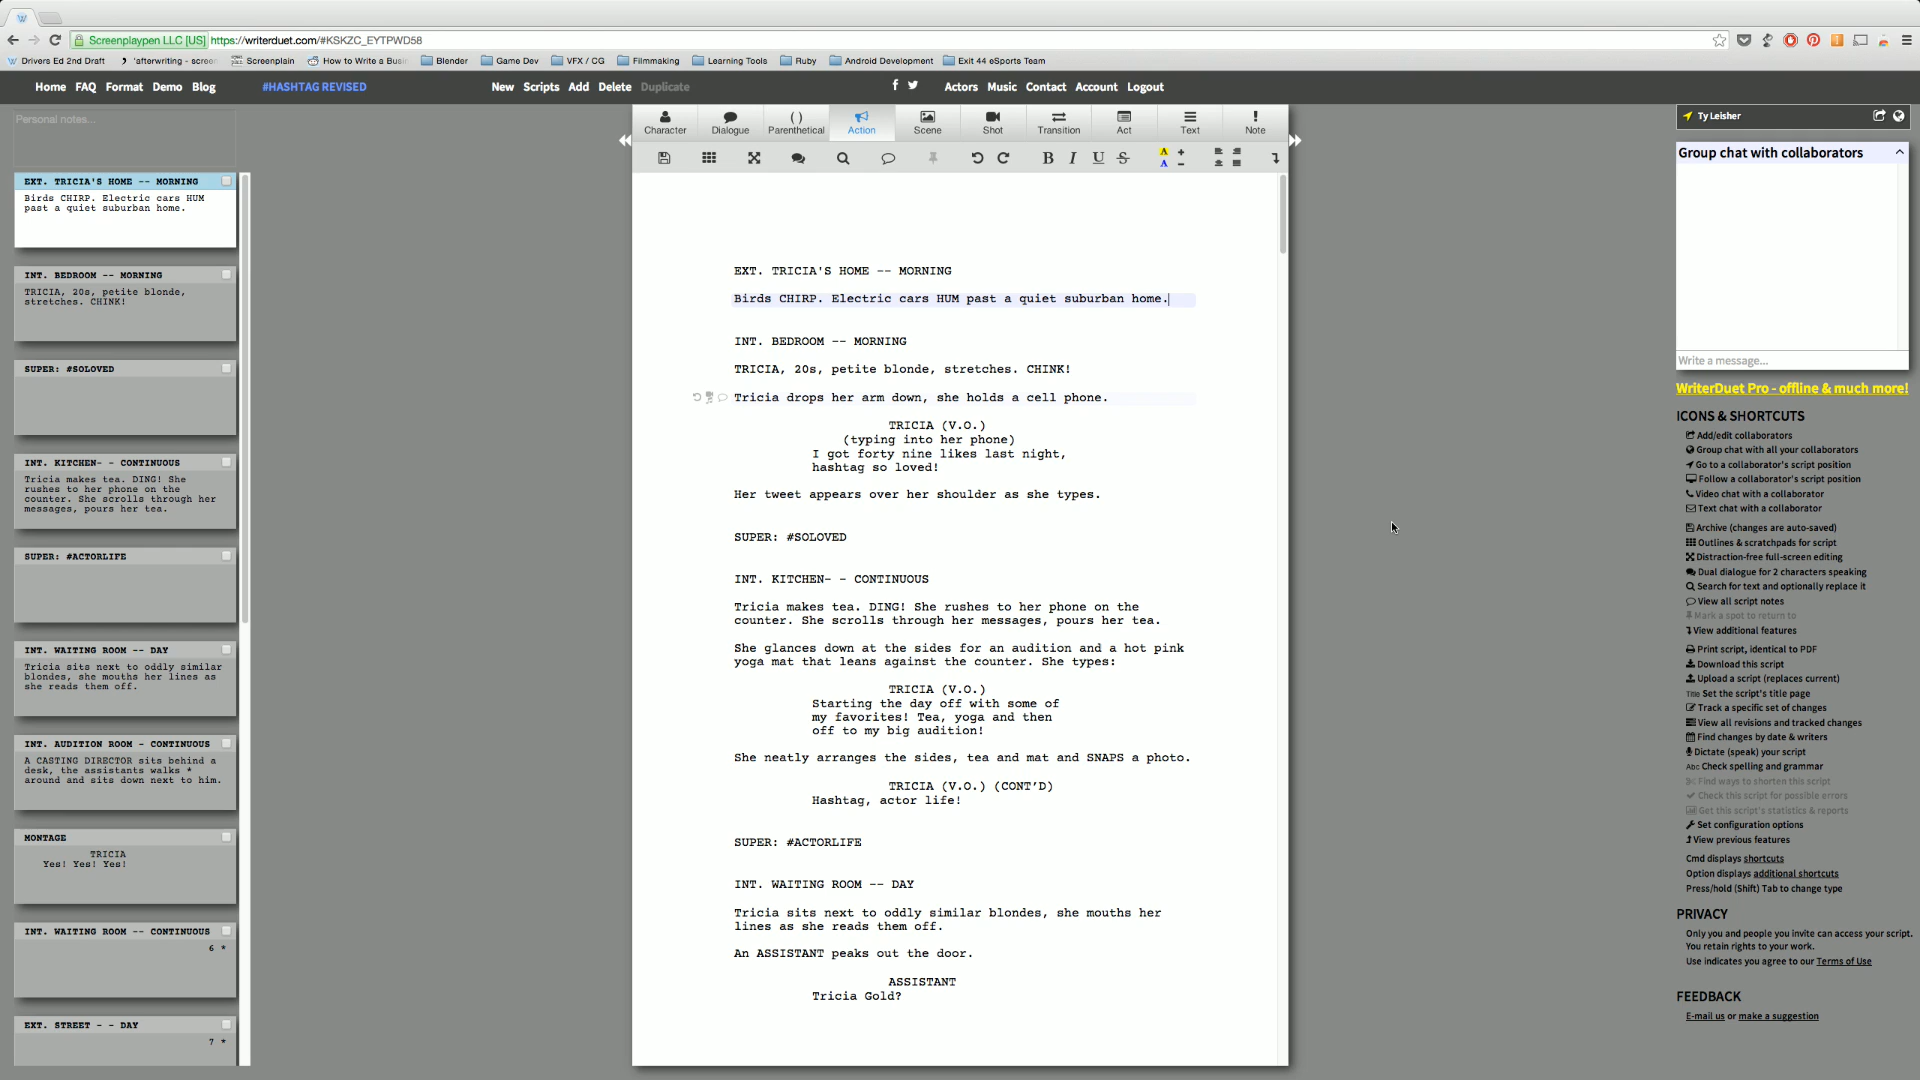 Screenplaypen LLC [US] https://writerduet.com/#KSKZC_EYTPWD58
Drivers Ed 2nd Draft 'afterwriting - screen Screenplain How to Write a Busi Blender Game Dev VFX / CG Filmmaking Learning Tools Ruby Android Development Exit 44 eSports Team
Home FAQ Format Demo Blog #HASHTAG REVISED New Scripts Add Delete Duplicate Actors Music Contact Account Logout
Personal notes...
EXT. TRICIA'S HOME -- MORNING
Birds CHIRP. Electric cars HUM
past a quiet suburban home.
INT. BEDROOM -- MORNING
TRICIA, 20s, petite blonde,
stretches. CHINK!
SUPER: #SOLOVED
INT. KITCHEN- - CONTINUOUS
Tricia makes tea. DING! She
rushes to her phone on the
counter. She scrolls through her
messages, pours her tea.
SUPER: #ACTORLIFE
INT. WAITING ROOM -- DAY
Tricia sits next to oddly similar
blondes, she mouths her lines as
she reads them off.
INT. AUDITION ROOM - CONTINUOUS
A CASTING DIRECTOR sits behind a
desk, the assistants walks *
around and sits down next to him.
MONTAGE
TRICIA
Yes! Yes! Yes!
INT. WAITING ROOM -- CONTINUOUS
6 *
EXT. STREET - - DAY
7 *
Character Dialogue Parenthetical Action Scene Shot Transition Act Text Note
EXT. TRICIA'S HOME -- MORNING
Birds CHIRP. Electric cars HUM past a quiet suburban home.
INT. BEDROOM -- MORNING
TRICIA, 20s, petite blonde, stretches. CHINK!
Tricia drops her arm down, she holds a cell phone.
TRICIA (V.O.)
(typing into her phone)
I got forty nine likes last night,
hashtag so loved!
Her tweet appears over her shoulder as she types.
SUPER: #SOLOVED
INT. KITCHEN- - CONTINUOUS
Tricia makes tea. DING! She rushes to her phone on the
counter. She scrolls through her messages, pours her tea.
She glances down at the sides for an audition and a hot pink
yoga mat that leans against the counter. She types:
TRICIA (V.O.)
Starting the day off with some of
my favorites! Tea, yoga and then
off to my big audition!
She neatly arranges the sides, tea and mat and SNAPS a photo.
TRICIA (V.O.) (CONT'D)
Hashtag, actor life!
SUPER: #ACTORLIFE
INT. WAITING ROOM -- DAY
Tricia sits next to oddly similar blondes, she mouths her
lines as she reads them off.
An ASSISTANT peaks out the door.
ASSISTANT
Tricia Gold?
Ty Leisher
Group chat with collaborators
Write a message...
WriterDuet Pro - offline & much more!
ICONS & SHORTCUTS
Add/edit collaborators
Group chat with all your collaborators
Go to a collaborator's script position
Follow a collaborator's script position
Video chat with a collaborator
Text chat with a collaborator
Archive (changes are auto-saved)
Outlines & scratchpads for script
Distraction-free full-screen editing
Dual dialogue for 2 characters speaking
Search for text and optionally replace it
View all script notes
Mark a spot to return to
View additional features
Print script, identical to PDF
Download this script
Upload a script (replaces current)
Title Set the script's title page
Track a specific set of changes
View all revisions and tracked changes
Find changes by date & writers
Dictate (speak) your script
Abc Check spelling and grammar
Find ways to shorten this script
Check this script for possible errors
Get this script's statistics & reports
Set configuration options
View previous features
Cmd displays shortcuts
Option displays additional shortcuts
Press/hold (Shift) Tab to change type
PRIVACY
Only you and people you invite can access your script.
You retain rights to your work.
Use indicates you agree to our Terms of Use
FEEDBACK
E-mail us or make a suggestion